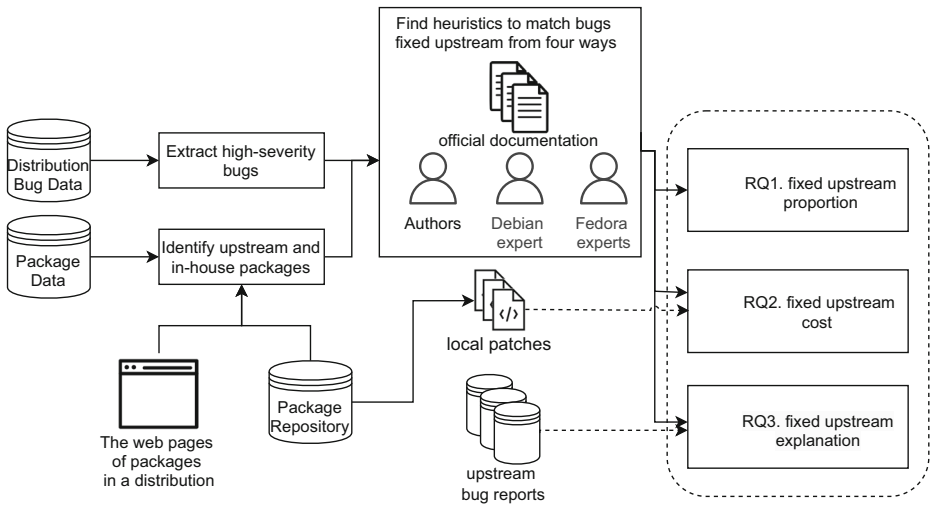 Find heuristics to match bugs
fixed upstream from four ways
official documentation
Authors
Debian
expert
Fedora
experts
Distribution
Bug Data
Extract high-severity
bugs
Package
Data
Identify upstream and
in-house packages
The web pages
of packages
in a distribution
Package
Repository
</>
local patches
upstream
bug reports
RQ1. fixed upstream
proportion
RQ2. fixed upstream
cost
RQ3. fixed upstream
explanation